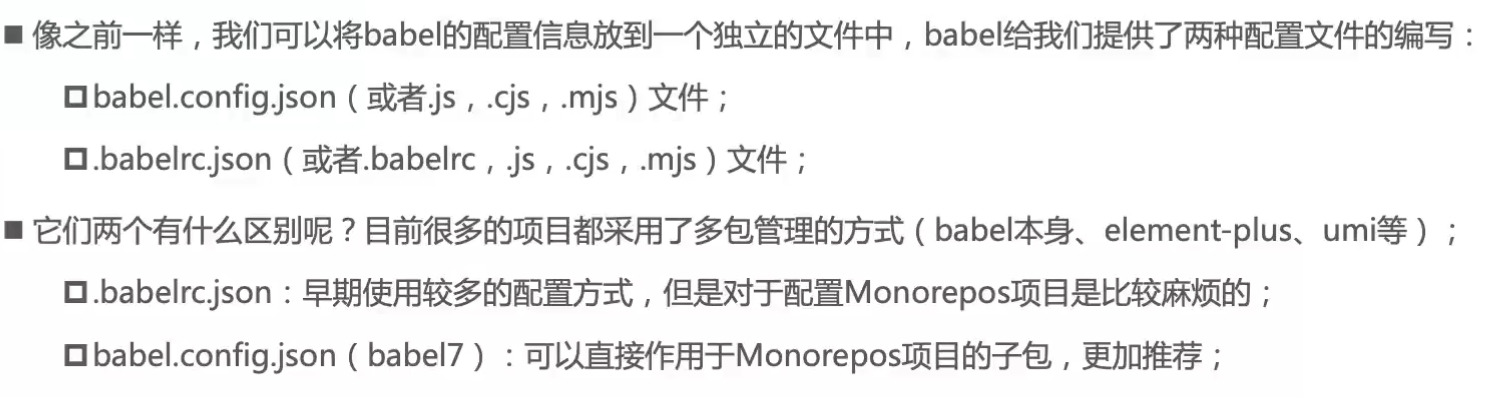 ■ 像之前一样，我们可以将babel的配置信息放到一个独立的文件中，babel给我们提供了两种配置文件的编写：
babel.config.json（或者.js，.cjs，.mjs）文件；
.babelrc.json（或者.babelrc，.js，.cjs，.mjs）文件；
■ 它们两个有什么区别呢？目前很多的项目都采用了多包管理的方式（babel本身、element-plus、umi等）；
.babelrc.json：早期使用较多的配置方式，但是对于配置Monorepos项目是比较麻烦的；
babel.config.json（babel7）：可以直接作用于Monorepos项目的子包，更加推荐；